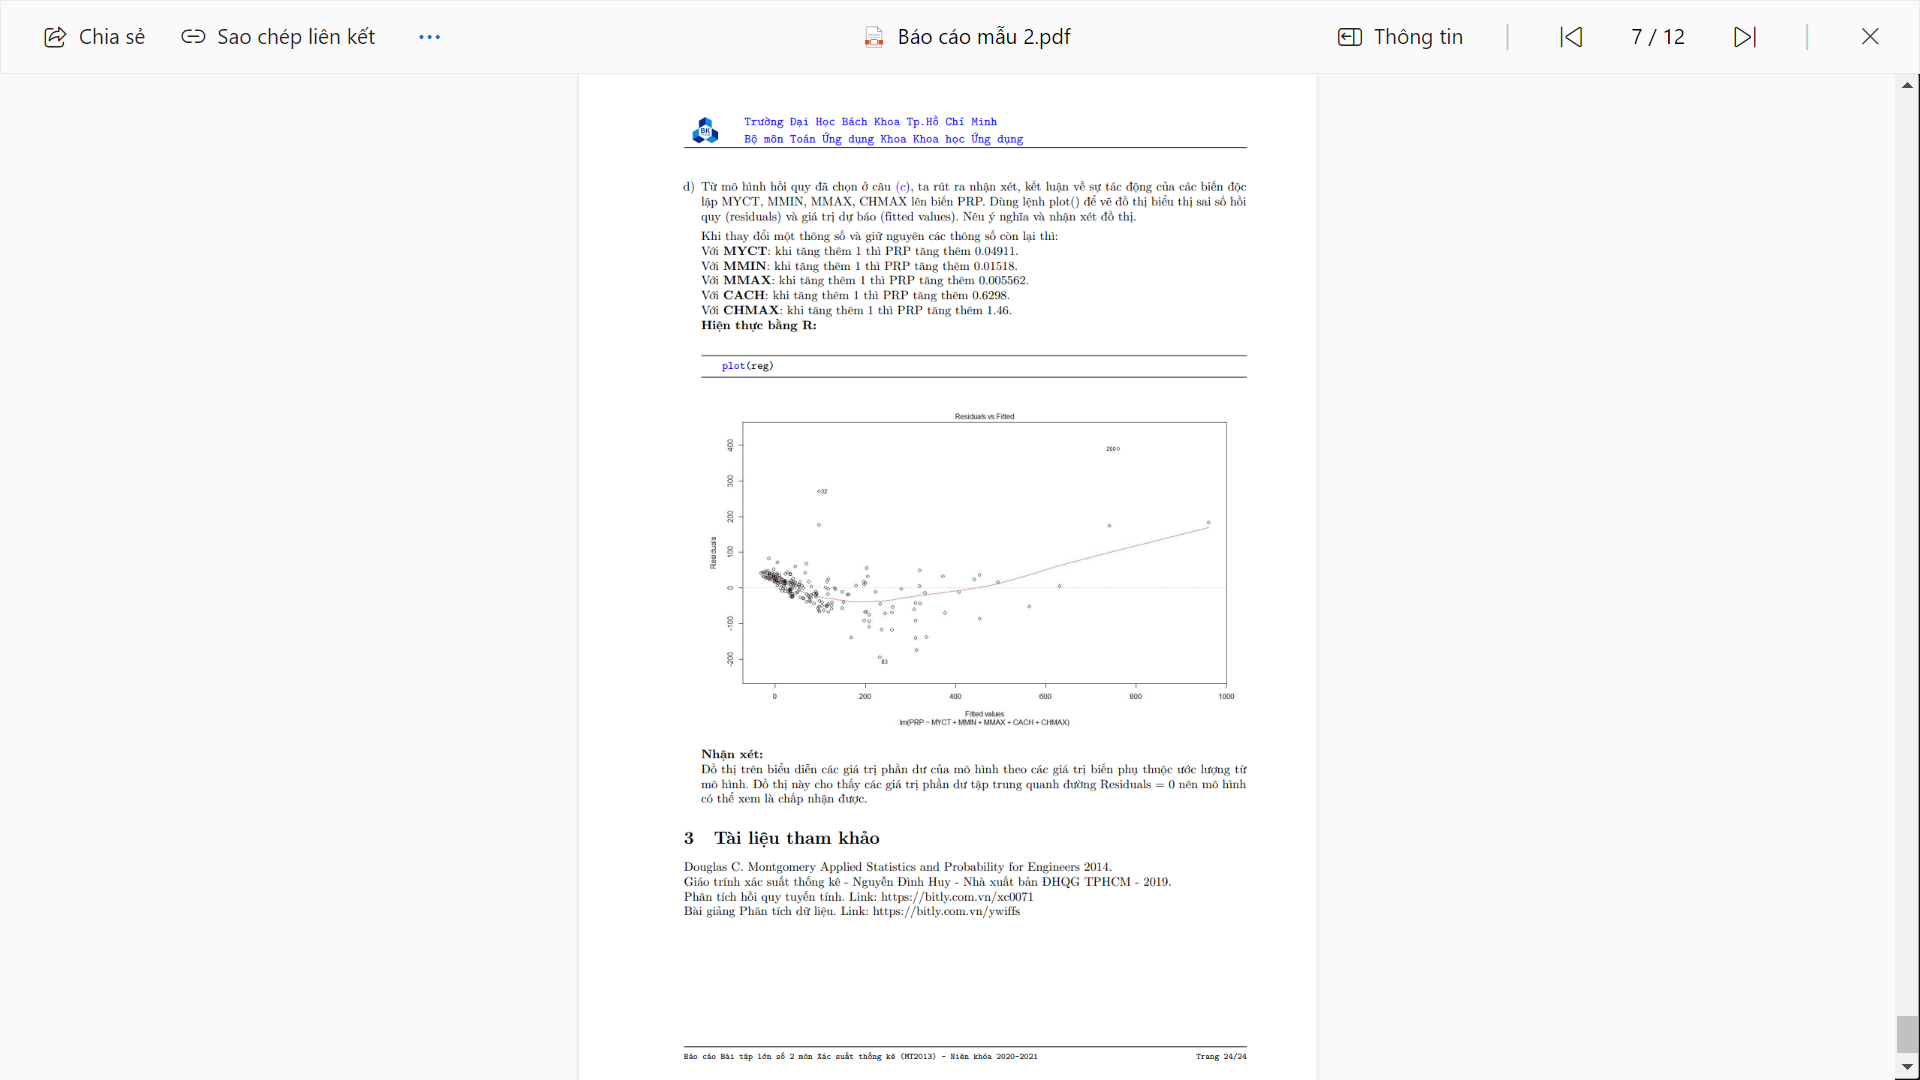 Chia sẻ
Sao chép liên kết
Báo cáo mẫu 2.pdf
Thông tin
7 / 12
BK
Trường Đại Học Bách Khoa Tp.Hồ Chí Minh
Bộ môn Toán Ứng dụng Khoa Khoa học Ứng dụng
d) Từ mô hình hồi quy đã chọn ở câu (c), ta rút ra nhận xét, kết luận về sự tác động của các biến độc
lập MYCT, MMIN, MMAX, CHMAX lên biến PRP. Dùng lệnh plot() để vẽ đồ thị biểu thị sai số hồi
quy (residuals) và giá trị dự báo (fitted values). Nêu ý nghĩa và nhận xét đồ thị.
Khi thay đổi một thông số và giữ nguyên các thông số còn lại thì:
Với MYCT: khi tăng thêm 1 thì PRP tăng thêm 0.04911.
Với MMIN: khi tăng thêm 1 thì PRP tăng thêm 0.01518.
Với MMAX: khi tăng thêm 1 thì PRP tăng thêm 0.005562.
Với CACH: khi tăng thêm 1 thì PRP tăng thêm 0.6298.
Với CHMAX: khi tăng thêm 1 thì PRP tăng thêm 1.46.
Hiện thực bằng R:
plot(reg)
Residuals vs Fitted
Residuals
400
300
200
100
0
-100
-200
200
32
83
0 200 400 600 800 1000
Fitted values
lm(PRP ~ MYCT + MMIN + MMAX + CACH + CHMAX)
Nhận xét:
Đồ thị trên biểu diễn các giá trị phần dư của mô hình theo các giá trị biến phụ thuộc ước lượng từ
mô hình. Đồ thị này cho thấy các giá trị phần dư tập trung quanh đường Residuals = 0 nên mô hình
có thể xem là chấp nhận được.
3 Tài liệu tham khảo
Douglas C. Montgomery Applied Statistics and Probability for Engineers 2014.
Giáo trình xác suất thống kê - Nguyễn Đình Huy - Nhà xuất bản ĐHQG TPHCM - 2019.
Phân tích hồi quy tuyến tính. Link: https://bitly.com.vn/xc0071
Bài giảng Phân tích dữ liệu. Link: https://bitly.com.vn/ywiffs
Báo cáo Bài tập lớn số 2 môn Xác suất thống kê (MT2013) - Niên khóa 2020-2021
Trang 24/24